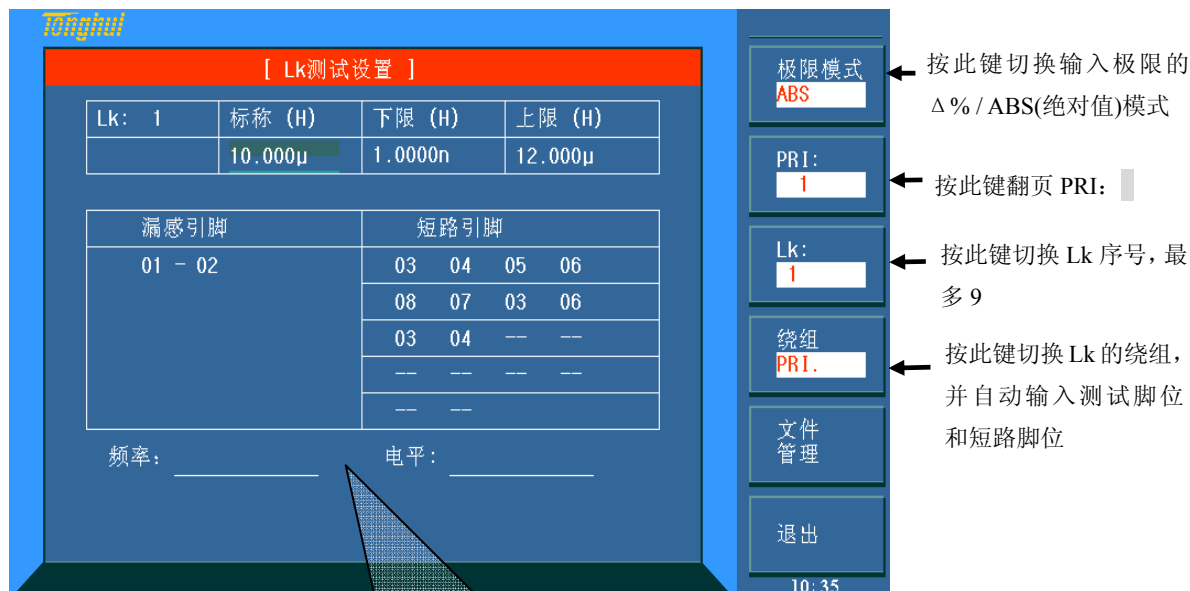 Tonghui
[ Lk测试设置 ]
Lk: 1 标称 (H) 下限 (H) 上限 (H)
10.000μ 1.0000n 12.000μ
漏感引脚 短路引脚
01 - 02 03 04 05 06
08 07 03 06
03 04 -- --
-- -- -- --
-- --
频率: 电平:
极限模式
ABS
PRI:
1
Lk:
1
绕组
PRI.
文件
管理
退出
10:35
按此键切换输入极限的
Δ% / ABS(绝对值)模式
按此键翻页 PRI:
按此键切换 Lk 序号,最
多 9
按此键切换 Lk 的绕组,
并自动输入测试脚位
和短路脚位